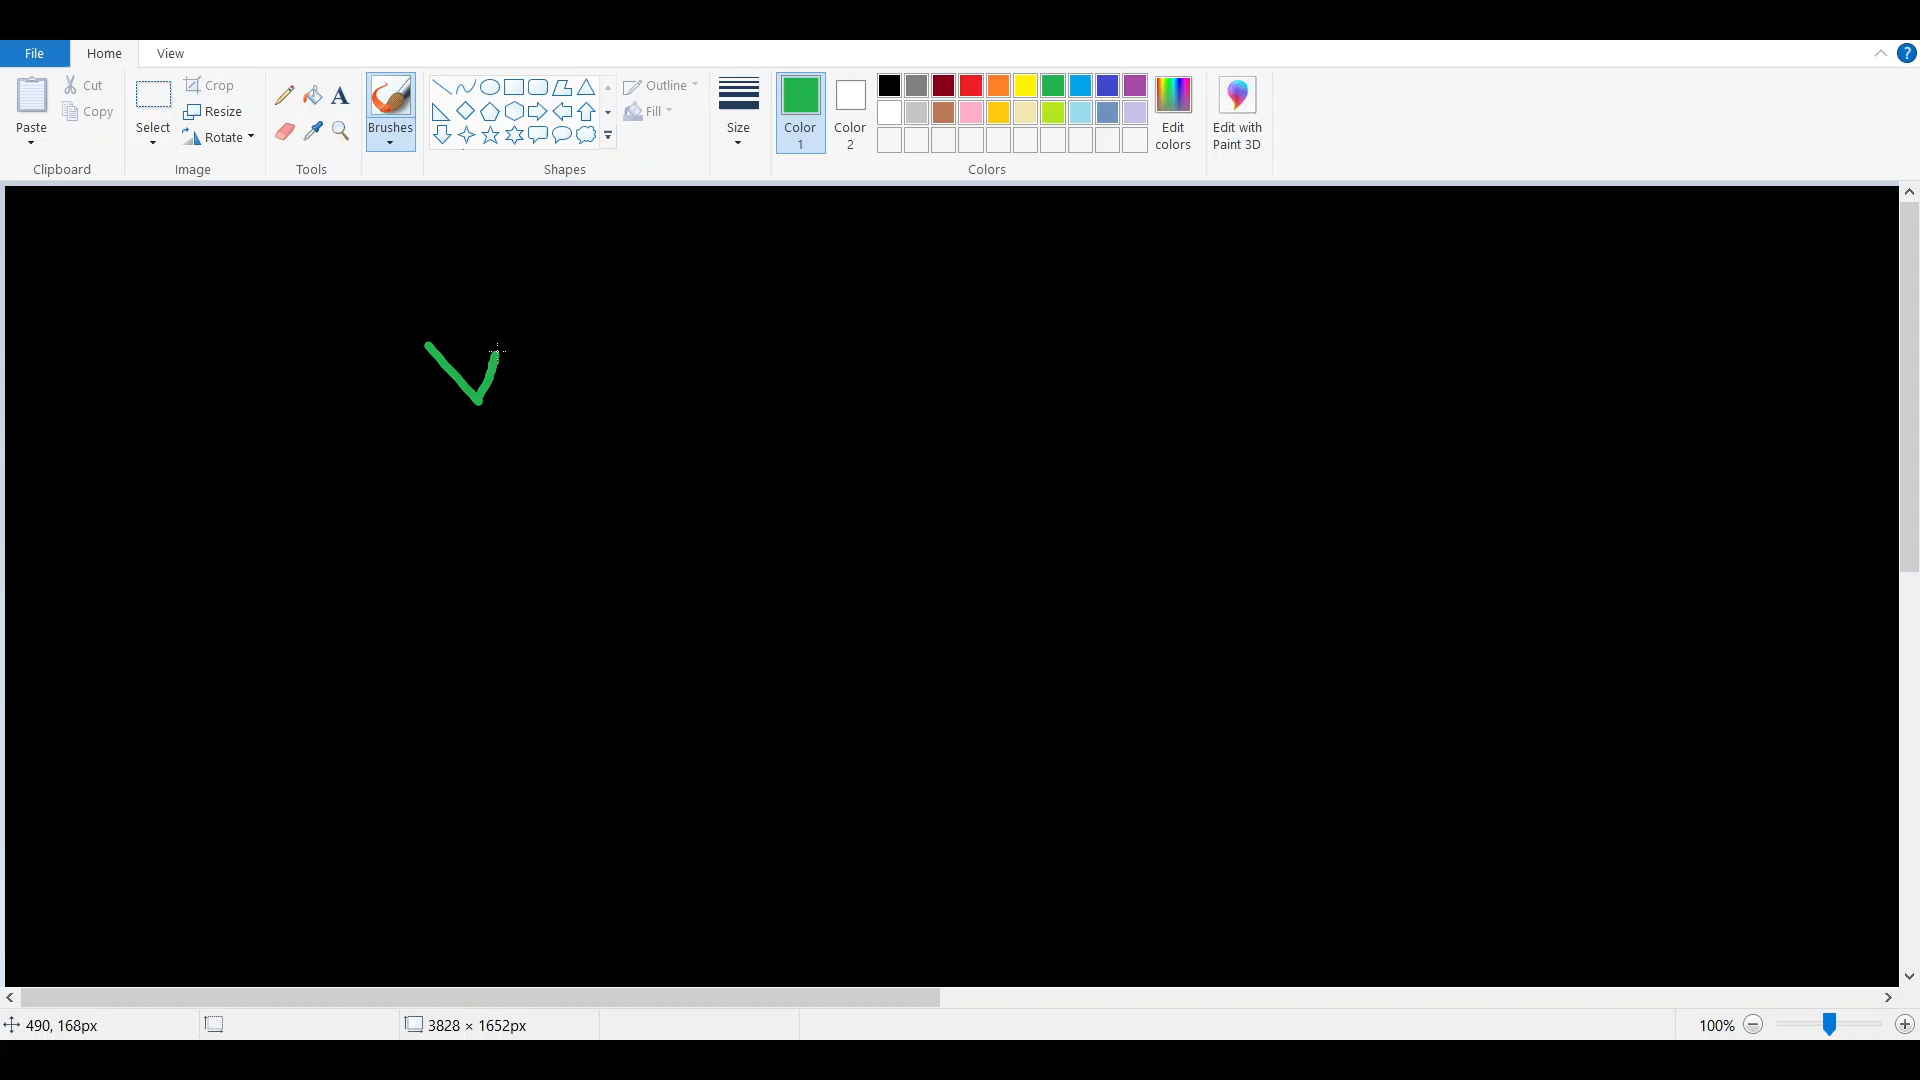 File Home View
Paste Cut Copy Select Crop Resize Rotate A Brushes Outline Fill Size Color 1 Color 2 Edit colors Edit with Paint 3D ?
Clipboard Image Tools Shapes Colors
V
490, 168px 3828 × 1652px 100%